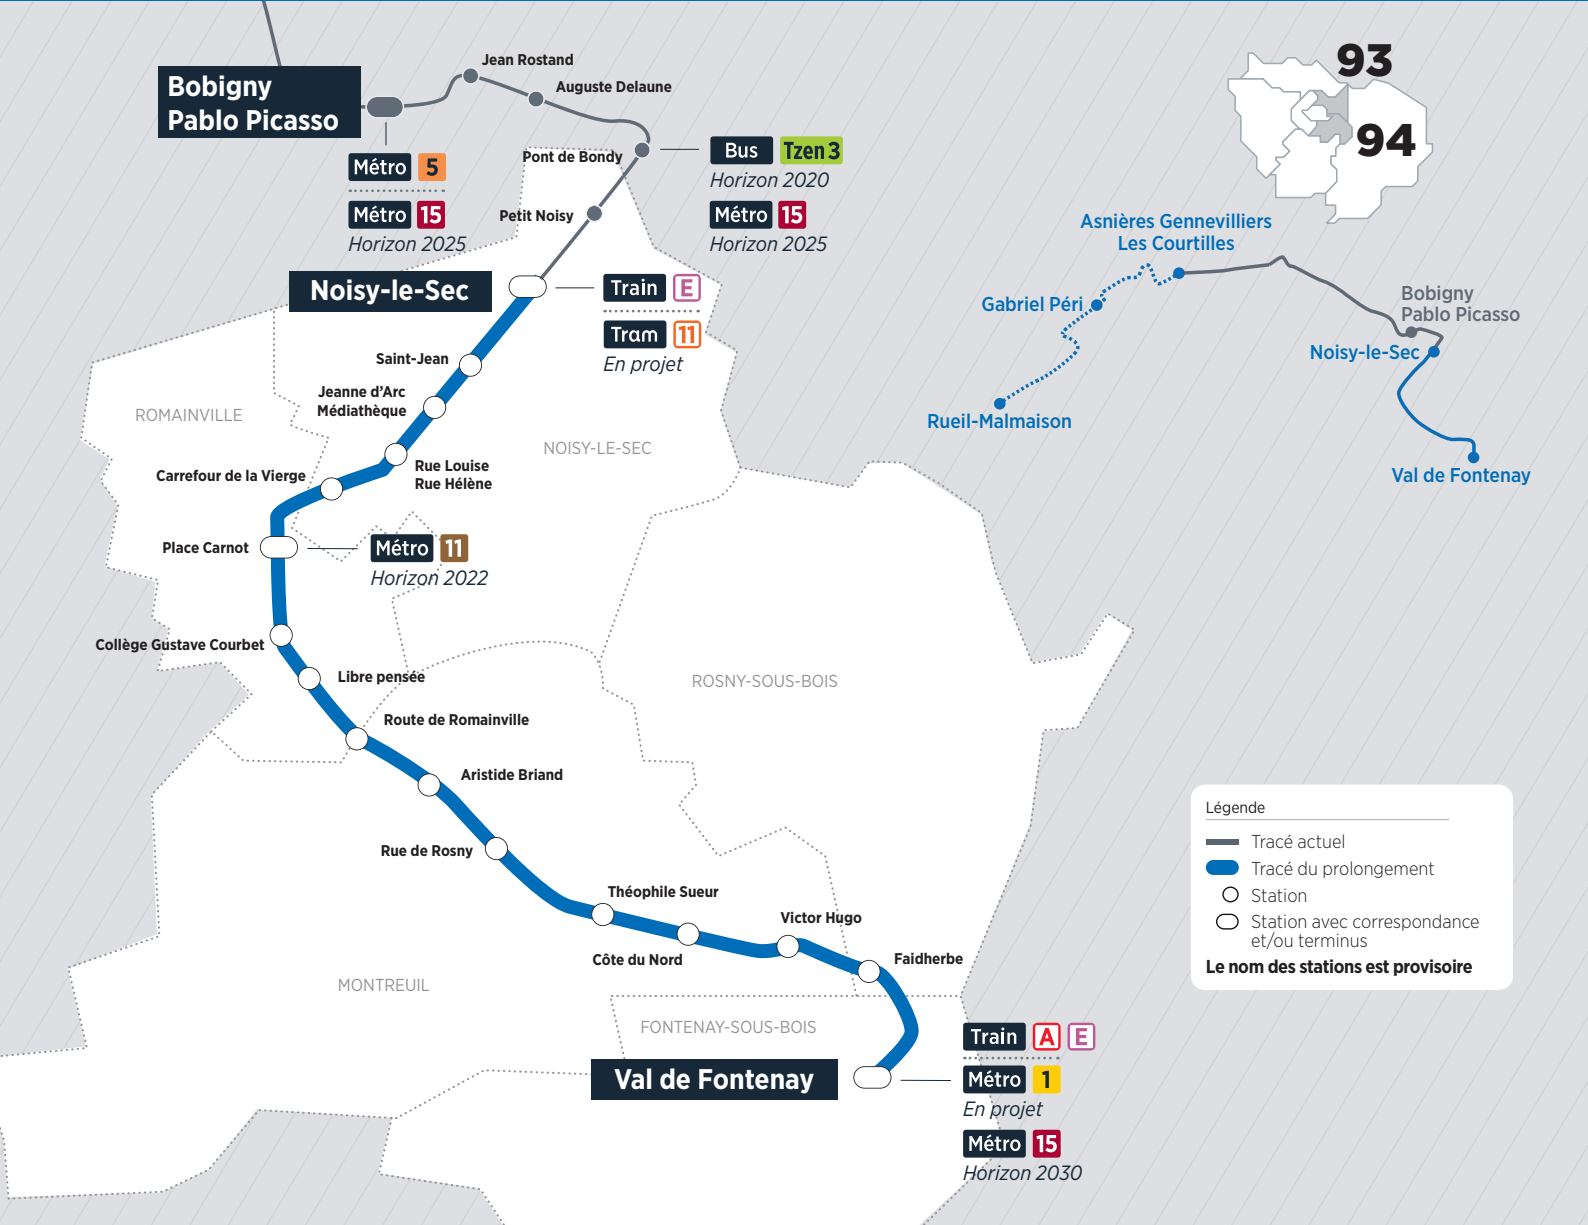 Jean Rostand
Auguste Delaune
Bobigny
Pablo Picasso
Métro 5
Métro 15
Horizon 2025
Pont de Bondy
Bus Tzen 3
Horizon 2020
Métro 15
Horizon 2025
Petit Noisy
Noisy-le-Sec
Train E
Tram 11
En projet
Saint-Jean
Jeanne d'Arc
Médiathèque
ROMAINVILLE
NOISY-LE-SEC
Rue Louise
Rue Hélène
Carrefour de la Vierge
Place Carnot
Métro 11
Horizon 2022
Collège Gustave Courbet
Libre pensée
ROSNY-SOUS-BOIS
Route de Romainville
Aristide Briand
Rue de Rosny
Théophile Sueur
Victor Hugo
Côte du Nord
Faidherbe
MONTREUIL
FONTENAY-SOUS-BOIS
Val de Fontenay
Train A E
Métro 1
En projet
Métro 15
Horizon 2030
93
94
Asnières Gennevilliers
Les Courtilles
Gabriel Péri
Bobigny
Pablo Picasso
Noisy-le-Sec
Rueil-Malmaison
Val de Fontenay
Légende
Tracé actuel
Tracé du prolongement
Station
Station avec correspondance
et/ou terminus
Le nom des stations est provisoire